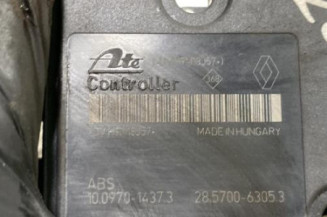 Ate
Controller
MADE IN HUNGARY
ABS
10.0970-1437.3
28.5700-6305.3